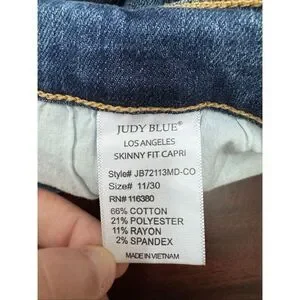 JUDY BLUE®
LOS ANGELES
SKINNY FIT CAPRI
Style# JB72113MD-CO
Size# 11/30
RN# 116380
66% COTTON
21% POLYESTER
11% RAYON
2% SPANDEX
MADE IN VIETNAM